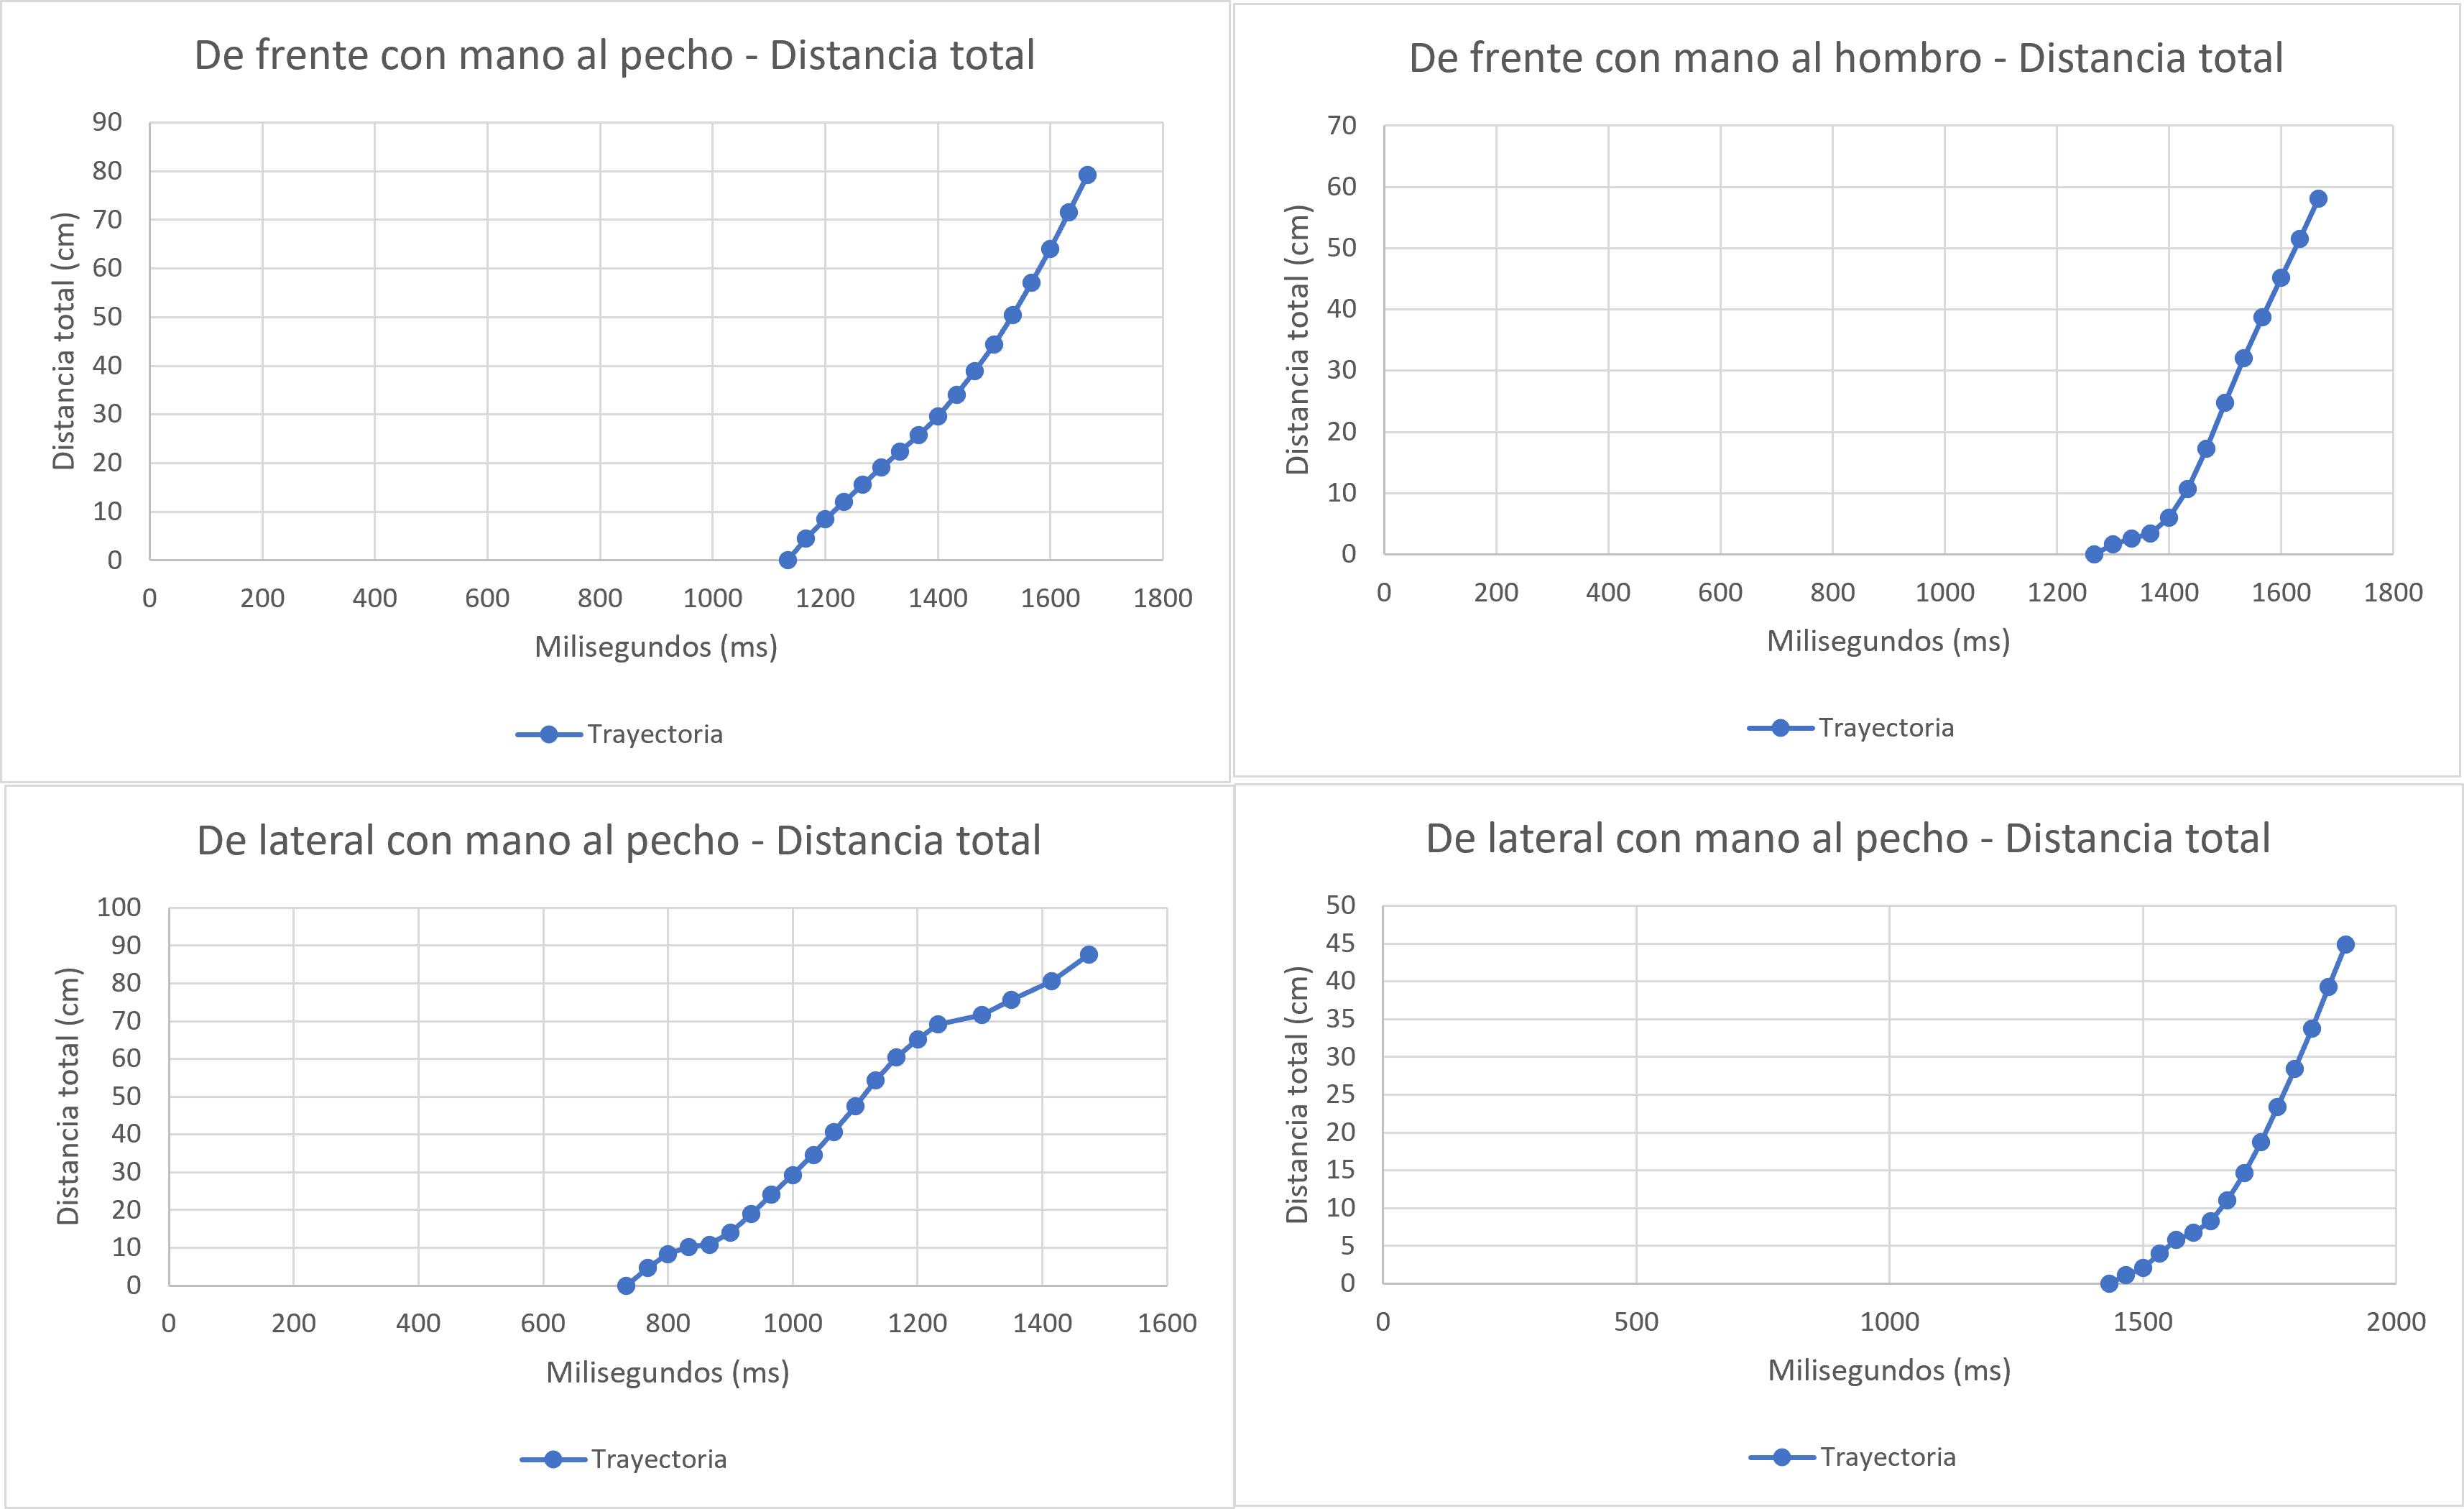 De frente con mano al pecho - Distancia total
90
80
70
60
50
40
30
20
10
0
Distancia total (cm)
0 200 400 600 800 1000 1200 1400 1600 1800
Milisegundos (ms)
Trayectoria
De frente con mano al hombro - Distancia total
70
60
50
40
30
20
10
0
Distancia total (cm)
0 200 400 600 800 1000 1200 1400 1600 1800
Milisegundos (ms)
Trayectoria
De lateral con mano al pecho - Distancia total
100
90
80
70
60
50
40
30
20
10
0
Distancia total (cm)
0 200 400 600 800 1000 1200 1400 1600
Milisegundos (ms)
Trayectoria
De lateral con mano al pecho - Distancia total
50
45
40
35
30
25
20
15
10
5
0
Distancia total (cm)
0 500 1000 1500 2000
Milisegundos (ms)
Trayectoria